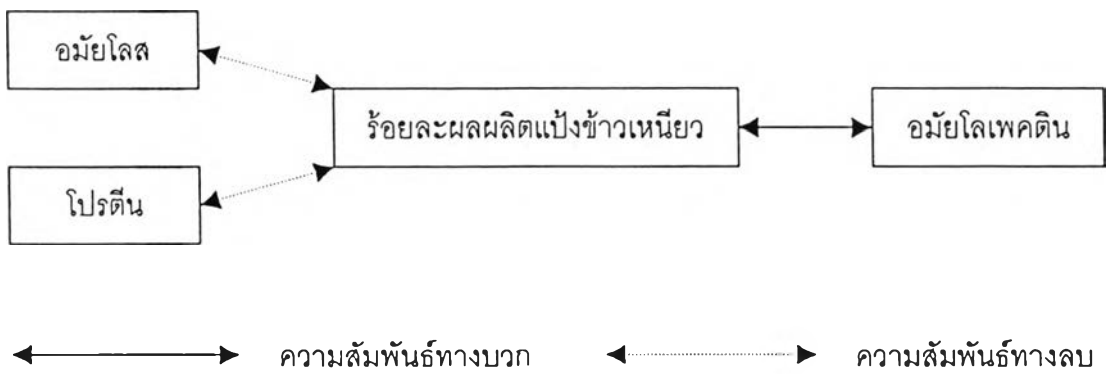 อมัยโลส
ร้อยละผลผลิตแป้งข้าวเหนียว
อมัยโลเพคติน
โปรตีน
ความสัมพันธ์ทางบวก
ความสัมพันธ์ทางลบ